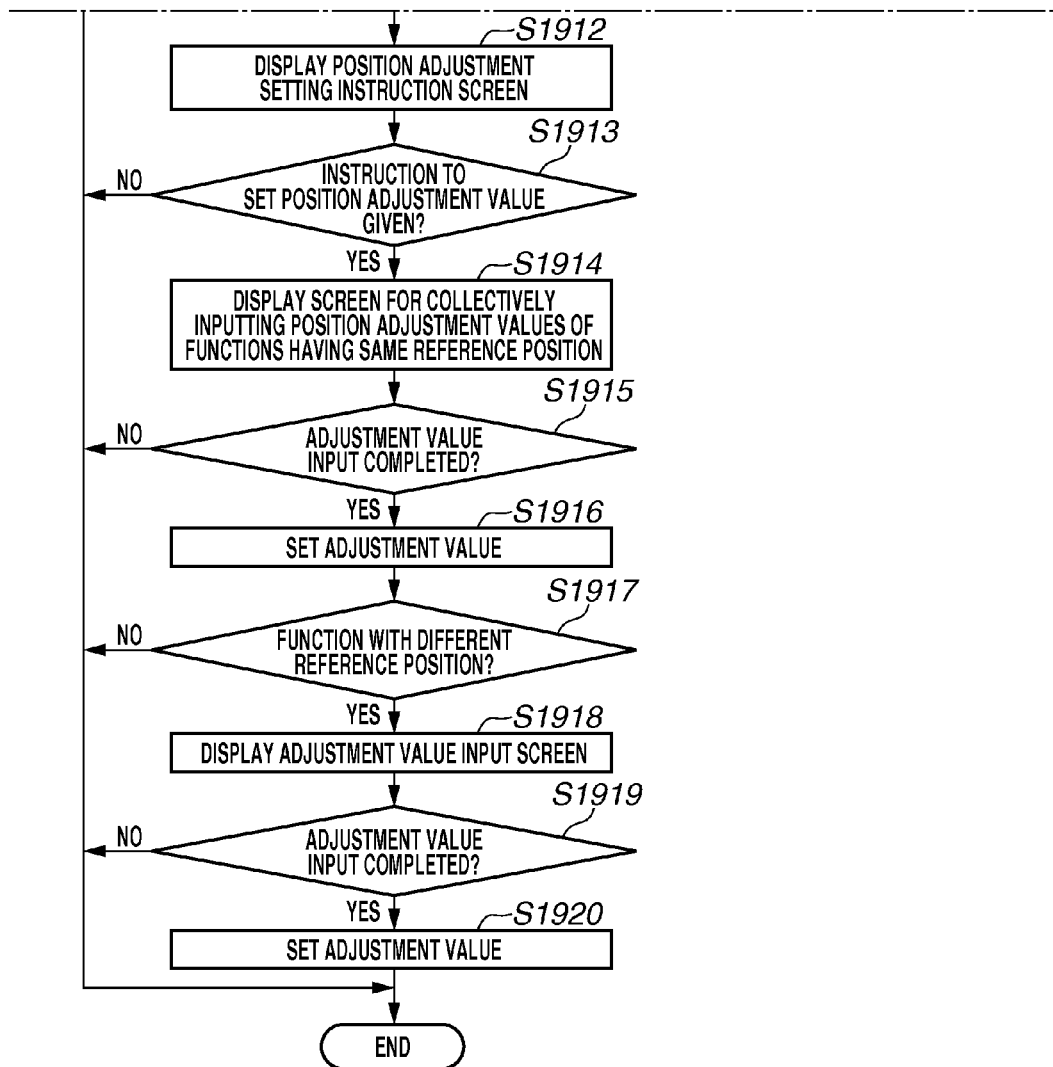 S1912
DISPLAY POSITION ADJUSTMENT
SETTING INSTRUCTION SCREEN
S1913
INSTRUCTION TO
SET POSITION ADJUSTMENT VALUE
GIVEN?
NO
YES
S1914
DISPLAY SCREEN FOR COLLECTIVELY
INPUTTING POSITION ADJUSTMENT VALUES OF
FUNCTIONS HAVING SAME REFERENCE POSITION
S1915
ADJUSTMENT VALUE
INPUT COMPLETED?
NO
YES
S1916
SET ADJUSTMENT VALUE
S1917
FUNCTION WITH DIFFERENT
REFERENCE POSITION?
NO
YES
S1918
DISPLAY ADJUSTMENT VALUE INPUT SCREEN
S1919
ADJUSTMENT VALUE
INPUT COMPLETED?
NO
YES
S1920
SET ADJUSTMENT VALUE
END